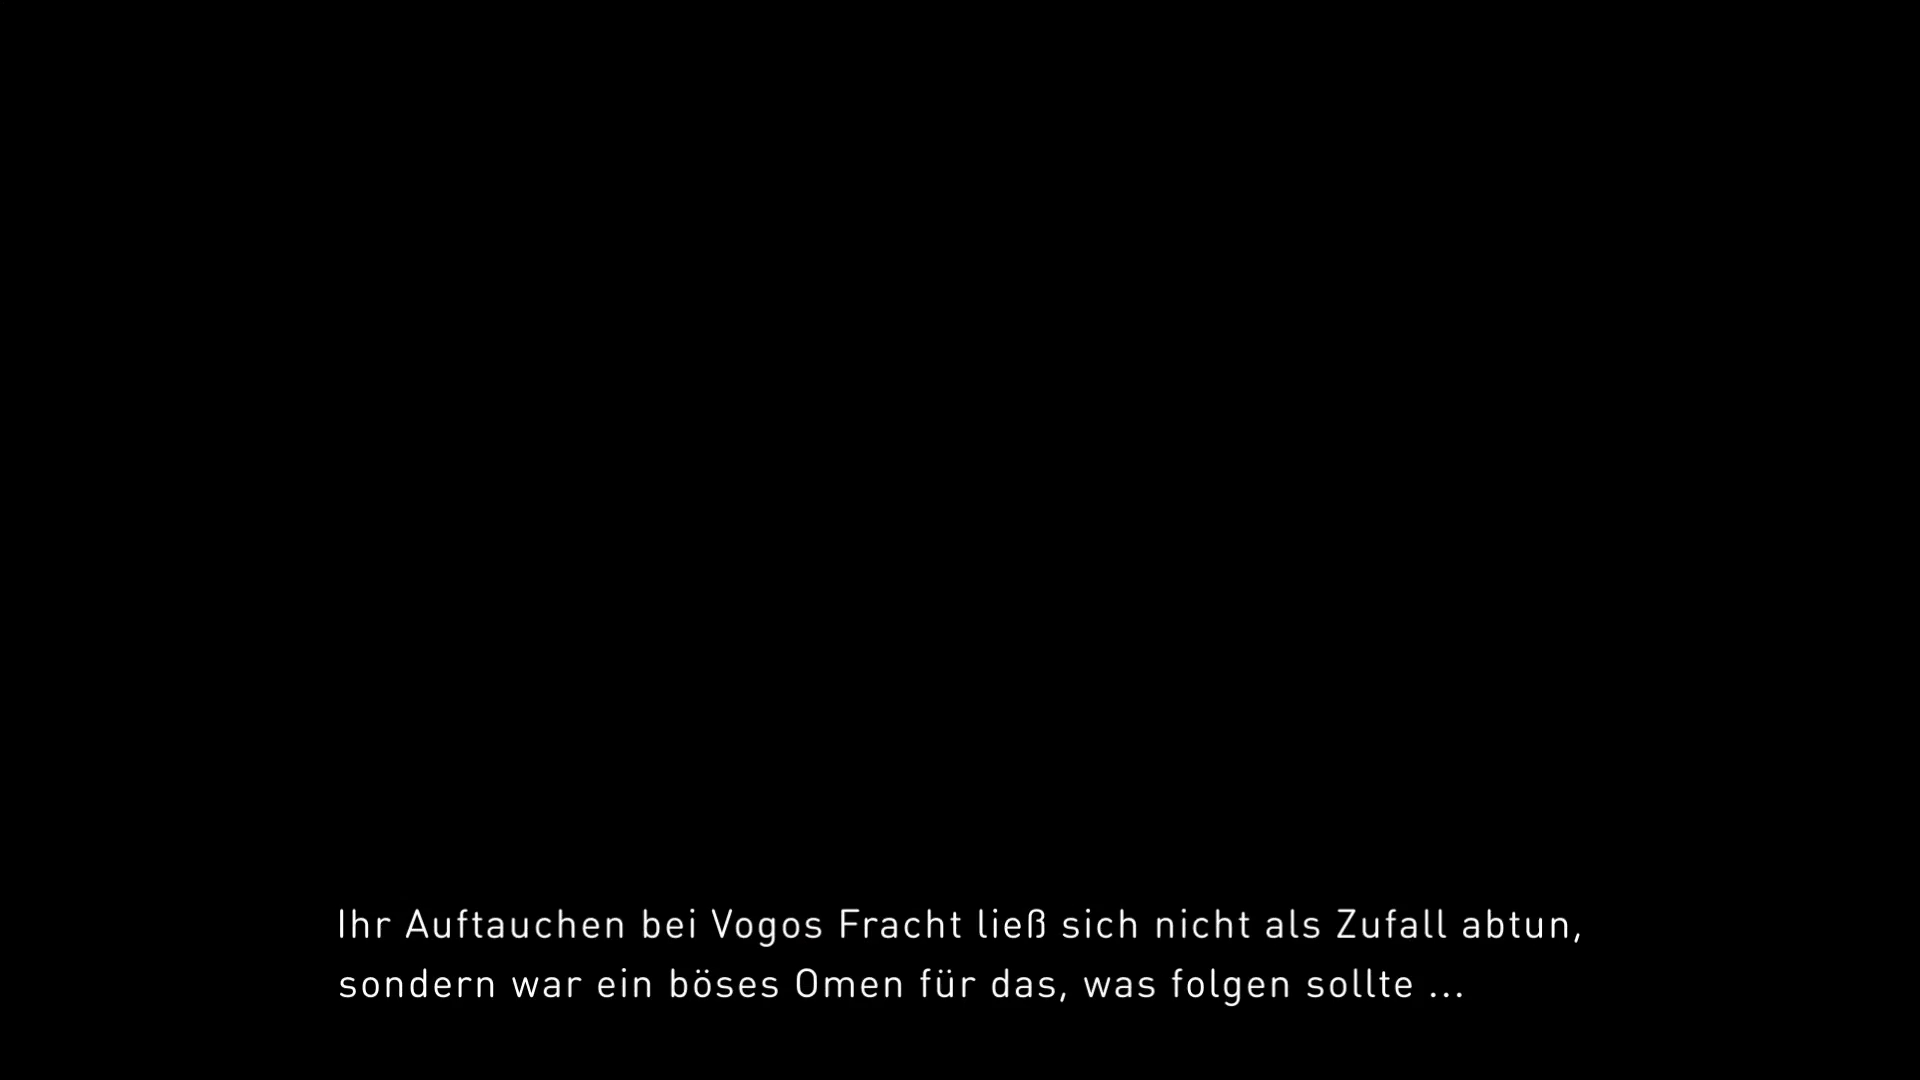 Ihr Auftauchen bei Vogos Fracht ließ sich nicht als Zufall abtun,
sondern war ein böses Omen für das, was folgen sollte ...